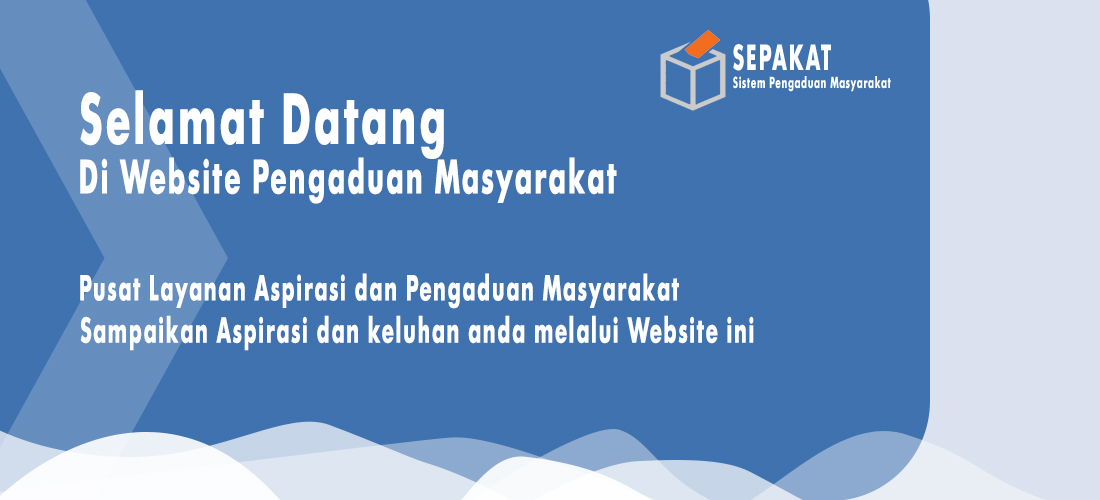 SEPAKAT
Sistem Pengaduan Masyarakat
Selamat Datang
Di Website Pengaduan Masyarakat
Pusat Layanan Aspirasi dan Pengaduan Masyarakat
Sampaikan Aspirasi dan keluhan anda melalui Website ini